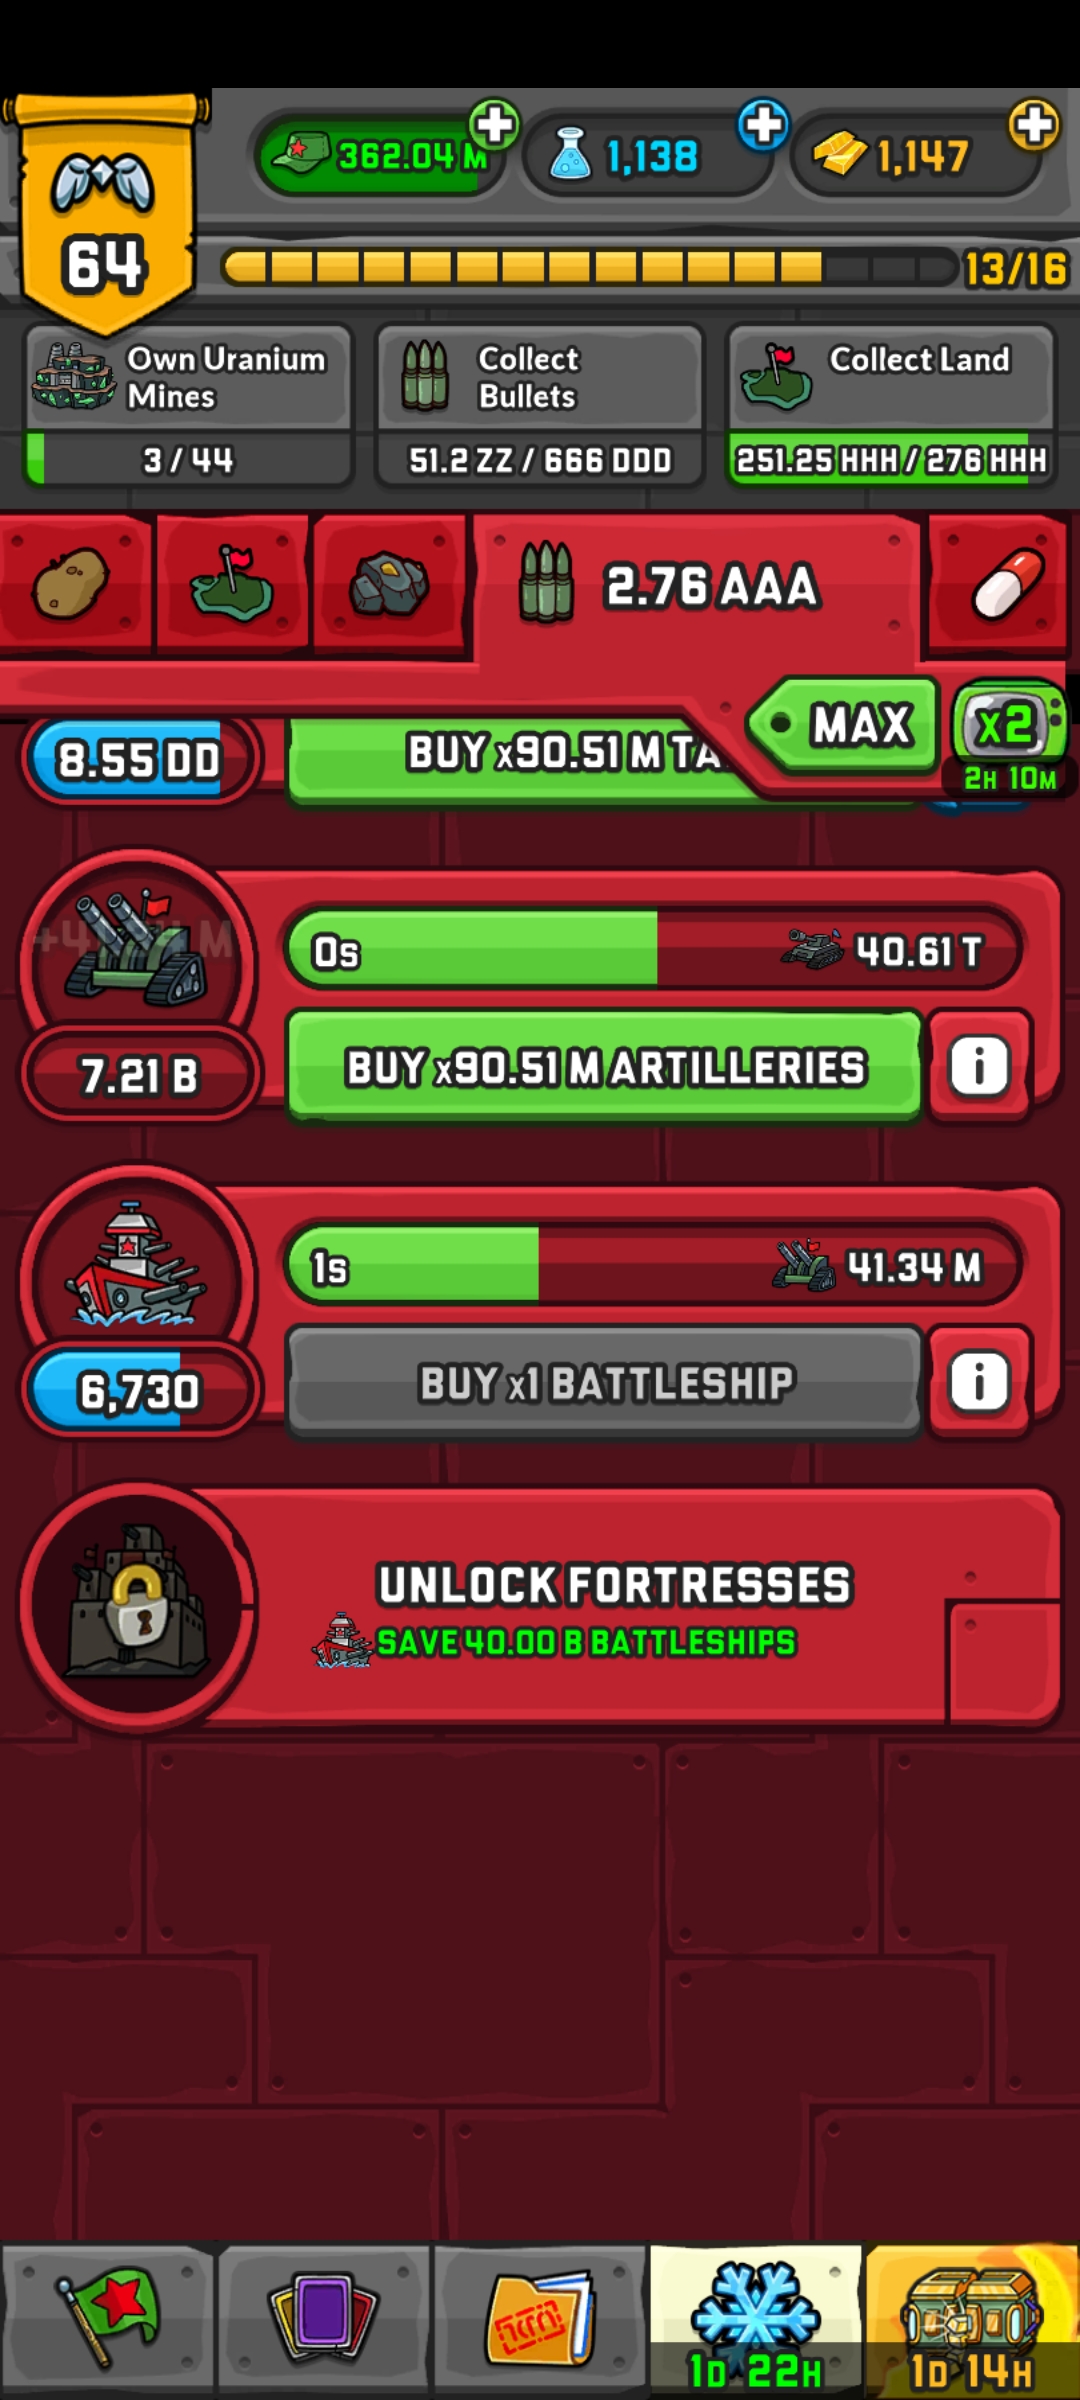 64
362.04 M
1,138
1,147
13/16
Own Uranium
Mines
3 / 44
Collect
Bullets
51.2 ZZ / 666 DDD
Collect Land
251.25 HHH / 276 HHH
2.76 AAA
MAX
X2
2H 10M
8.55 DD
BUY x90.51 M TA
0s
40.61 T
7.21 B
BUY x90.51 M ARTILLERIES
i
1s
41.34 M
6,730
BUY x1 BATTLESHIP
i
UNLOCK FORTRESSES
SAVE 40.00 B BATTLESHIPS
1D 22H
1D 14H